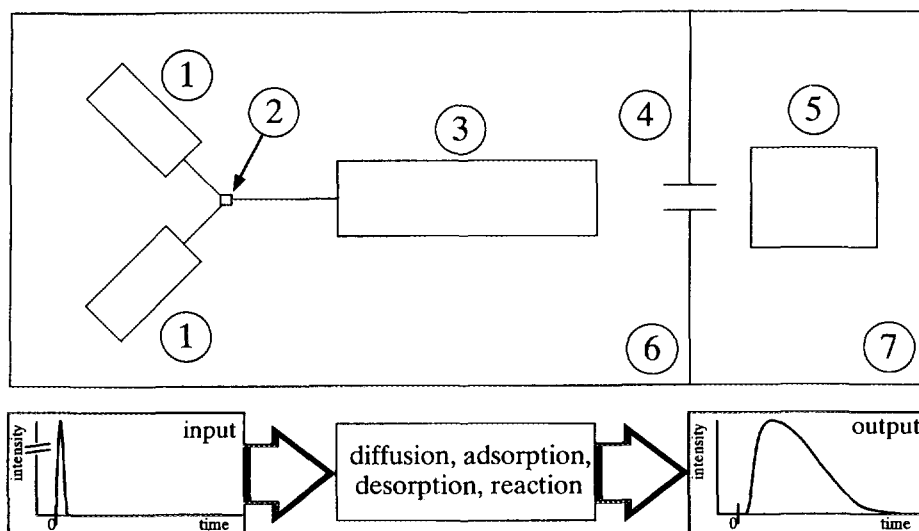 1
2
3
4
5
1
6
7
intensity
input
0
time
diffusion, adsorption,
desorption, reaction
intensity
output
0
time